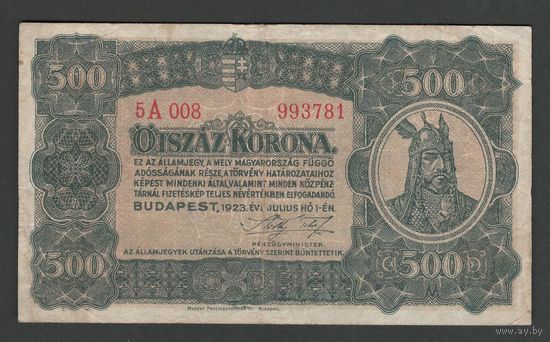 500 500
5A 008 993781
ÖTSZÁZ KORONA.
EZ AZ ÁLLAMJEGY, A MELY MAGYARORSZÁG FÜGGŐ
ADÓSSÁGÁNAK RÉSZE, A TÖRVÉNY HATÁROZATAIHOZ
KÉPEST MINDENKI ÁLTAL, VALAMINT MINDEN KÖZPÉNZ
TÁRNÁL FIZETÉSKÉP TELJES NÉVÉRTÉKBEN ELFOGADANDÓ.
BUDAPEST, 1923. ÉVI JULIUS HÓ 1-ÉN.
PÉNZÜGYMINISTER.
AZ ÁLLAMJEGYEK UTÁNZÁSA A TÖRVÉNY SZERINT BÜNTETTETIK.
500 500
Magyar Pénzjegynyomda Rt. Budapest.
www.ay.by